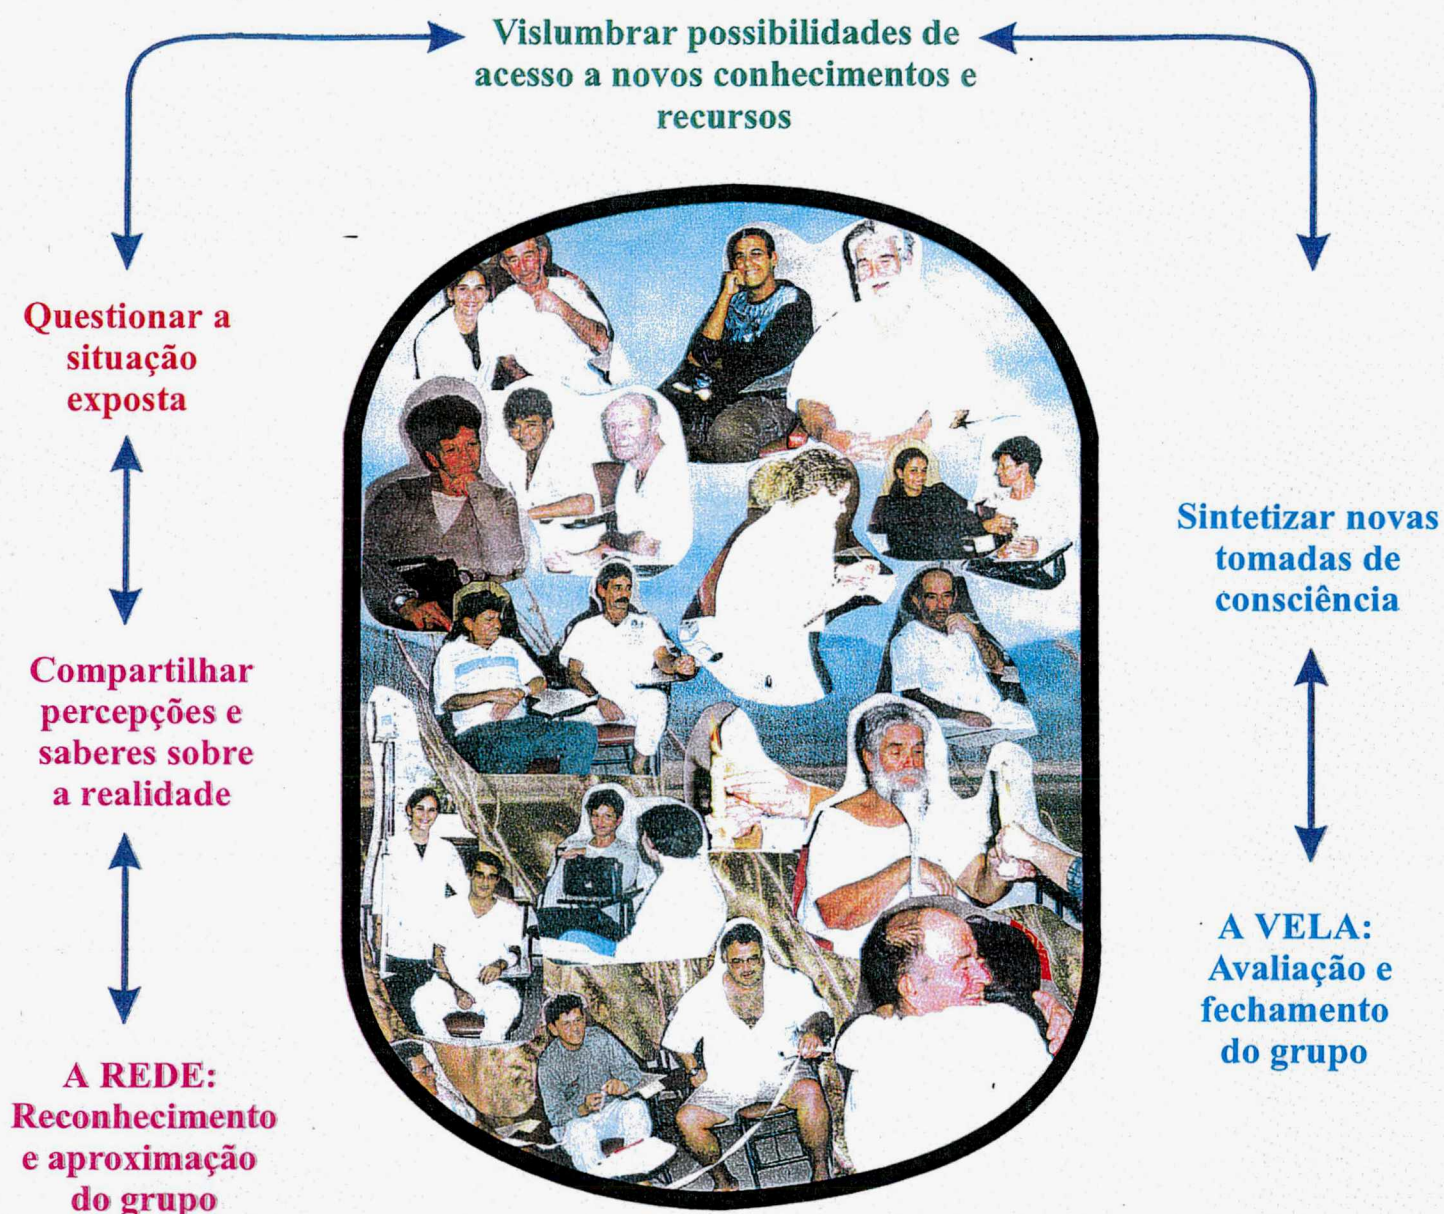 Vislumbrar possibilidades de
acesso a novos conhecimentos e
recursos
Questionar a
situação
exposta
Compartilhar
percepções e
saberes sobre
a realidade
A REDE:
Reconhecimento
e aproximação
do grupo
Sintetizar novas
tomadas de
consciência
A VELA:
Avaliação e
fechamento
do grupo